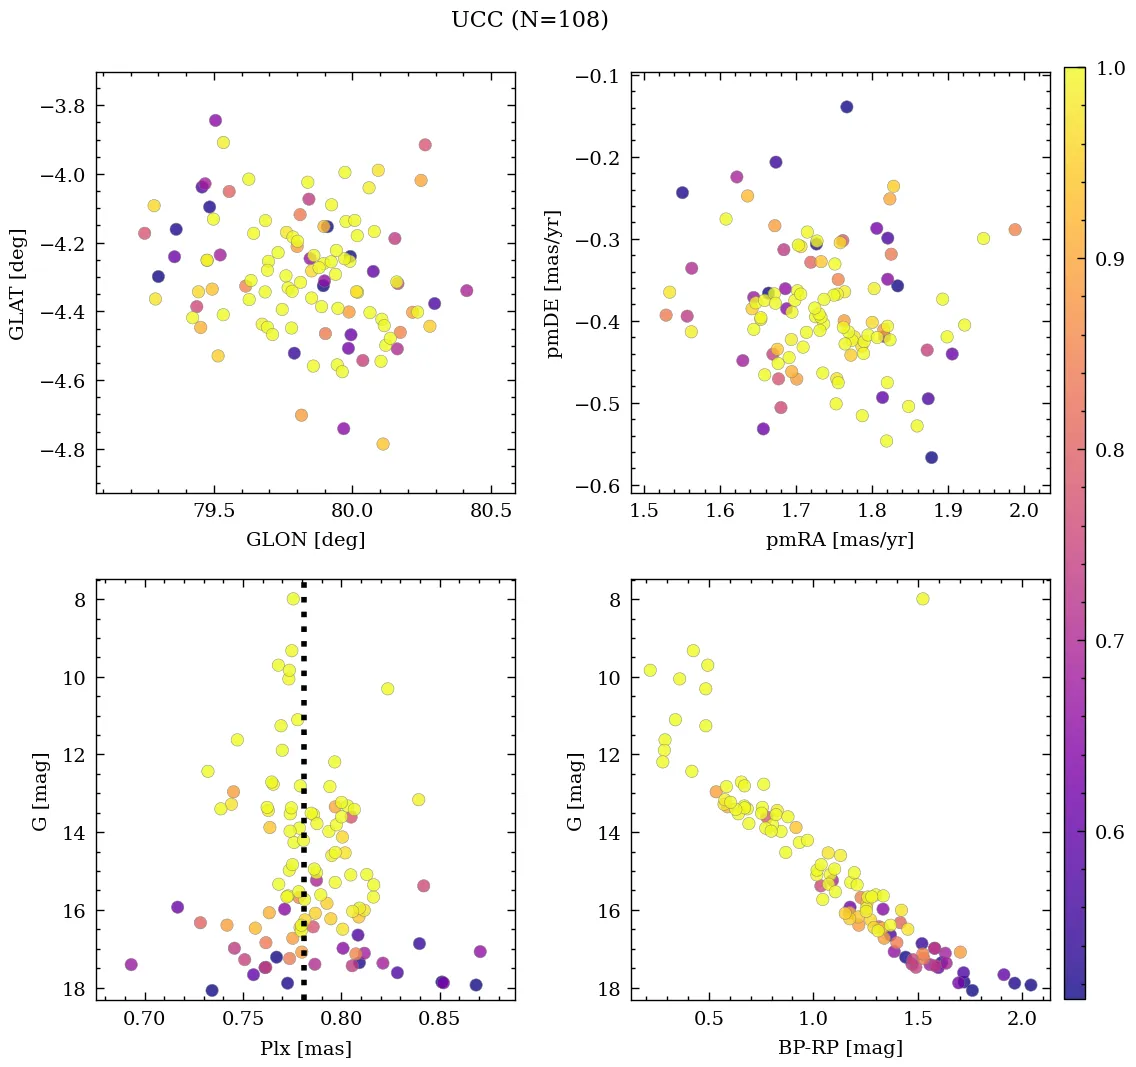 UCC (N=108)
−3.8
−4.0
−4.2
−4.4
−4.6
−4.8
GLAT [deg]
79.5 80.0 80.5
GLON [deg]
−0.1
−0.2
−0.3
−0.4
−0.5
−0.6
pmDE [mas/yr]
1.5 1.6 1.7 1.8 1.9 2.0
pmRA [mas/yr]
8
10
12
14
16
18
G [mag]
0.70 0.75 0.80 0.85
Plx [mas]
8
10
12
14
16
18
G [mag]
0.5 1.0 1.5 2.0
BP-RP [mag]
1.0
0.9
0.8
0.7
0.6